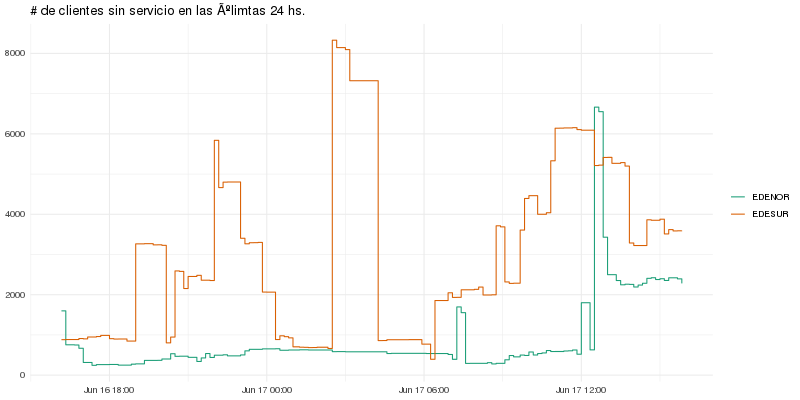 # de clientes sin servicio en las Ãºlimtas 24 hs.
8000
6000
4000
2000
0
Jun 16 18:00
Jun 17 00:00
Jun 17 06:00
Jun 17 12:00
EDENOR
EDESUR